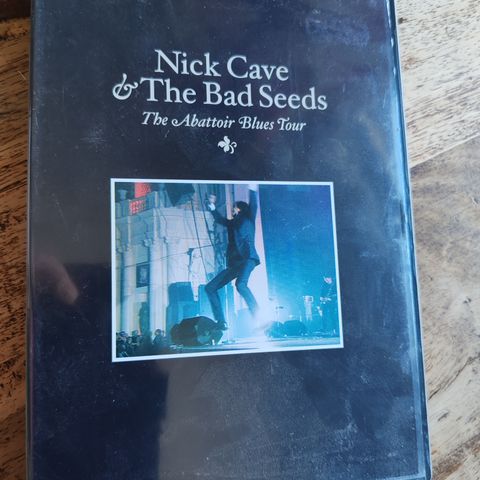 Nick Cave
& The Bad Seeds
The Abattoir Blues Tour